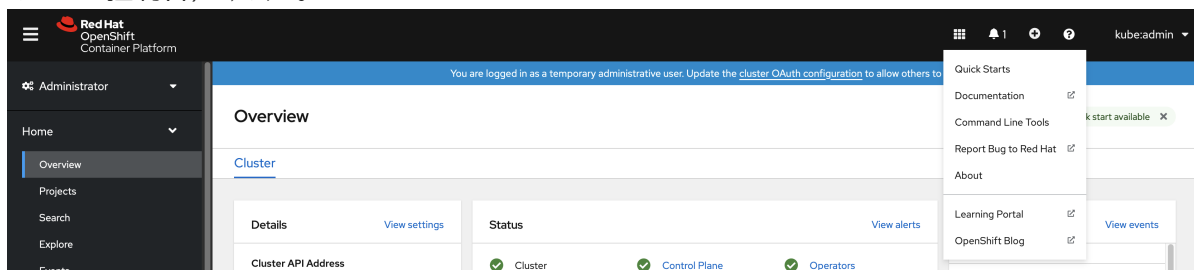 Red Hat
OpenShift
Container Platform
1
kube:admin
Administrator
You are logged in as a temporary administrative user. Update the cluster OAuth configuration to allow others to
Quick Starts
Documentation
Command Line Tools
Report Bug to Red Hat
About
Learning Portal
OpenShift Blog
Home
Overview
Projects
Search
Explore
Overview
k start available
Cluster
Details
View settings
Status
View alerts
View events
Cluster API Address
Cluster
Control Plane
Operators